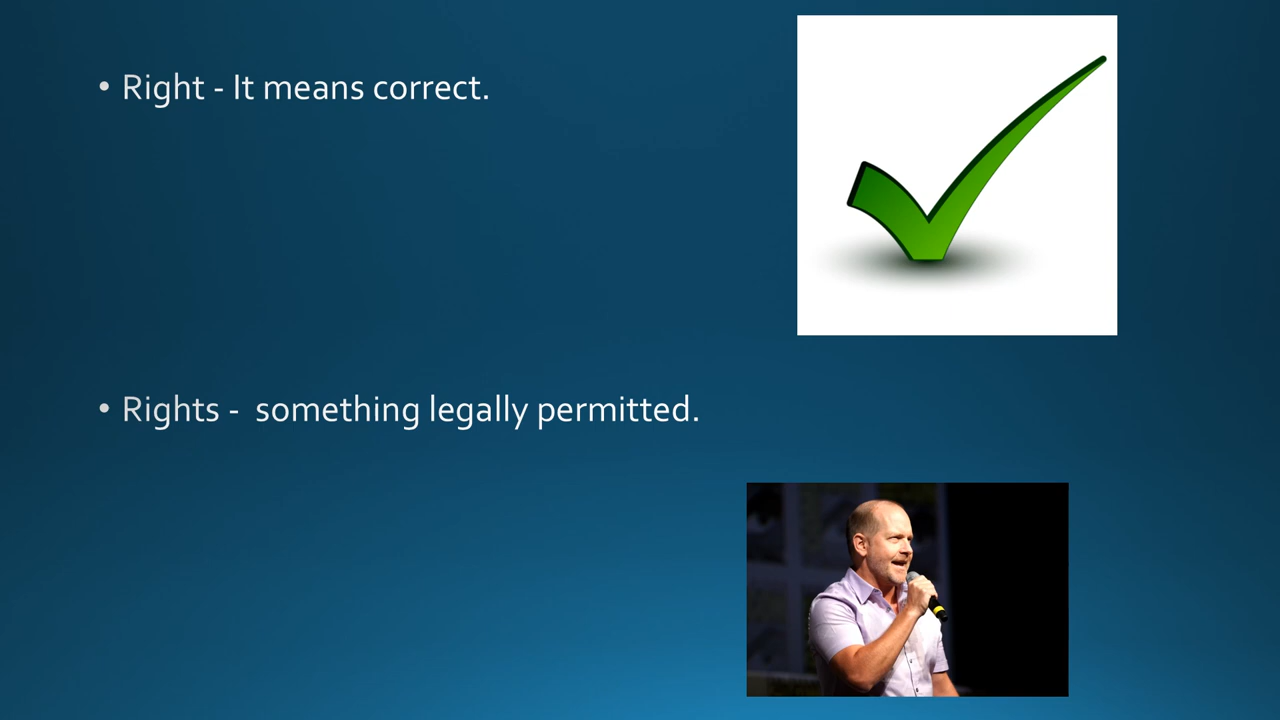 • Right - It means correct.
• Rights -  something legally permitted.